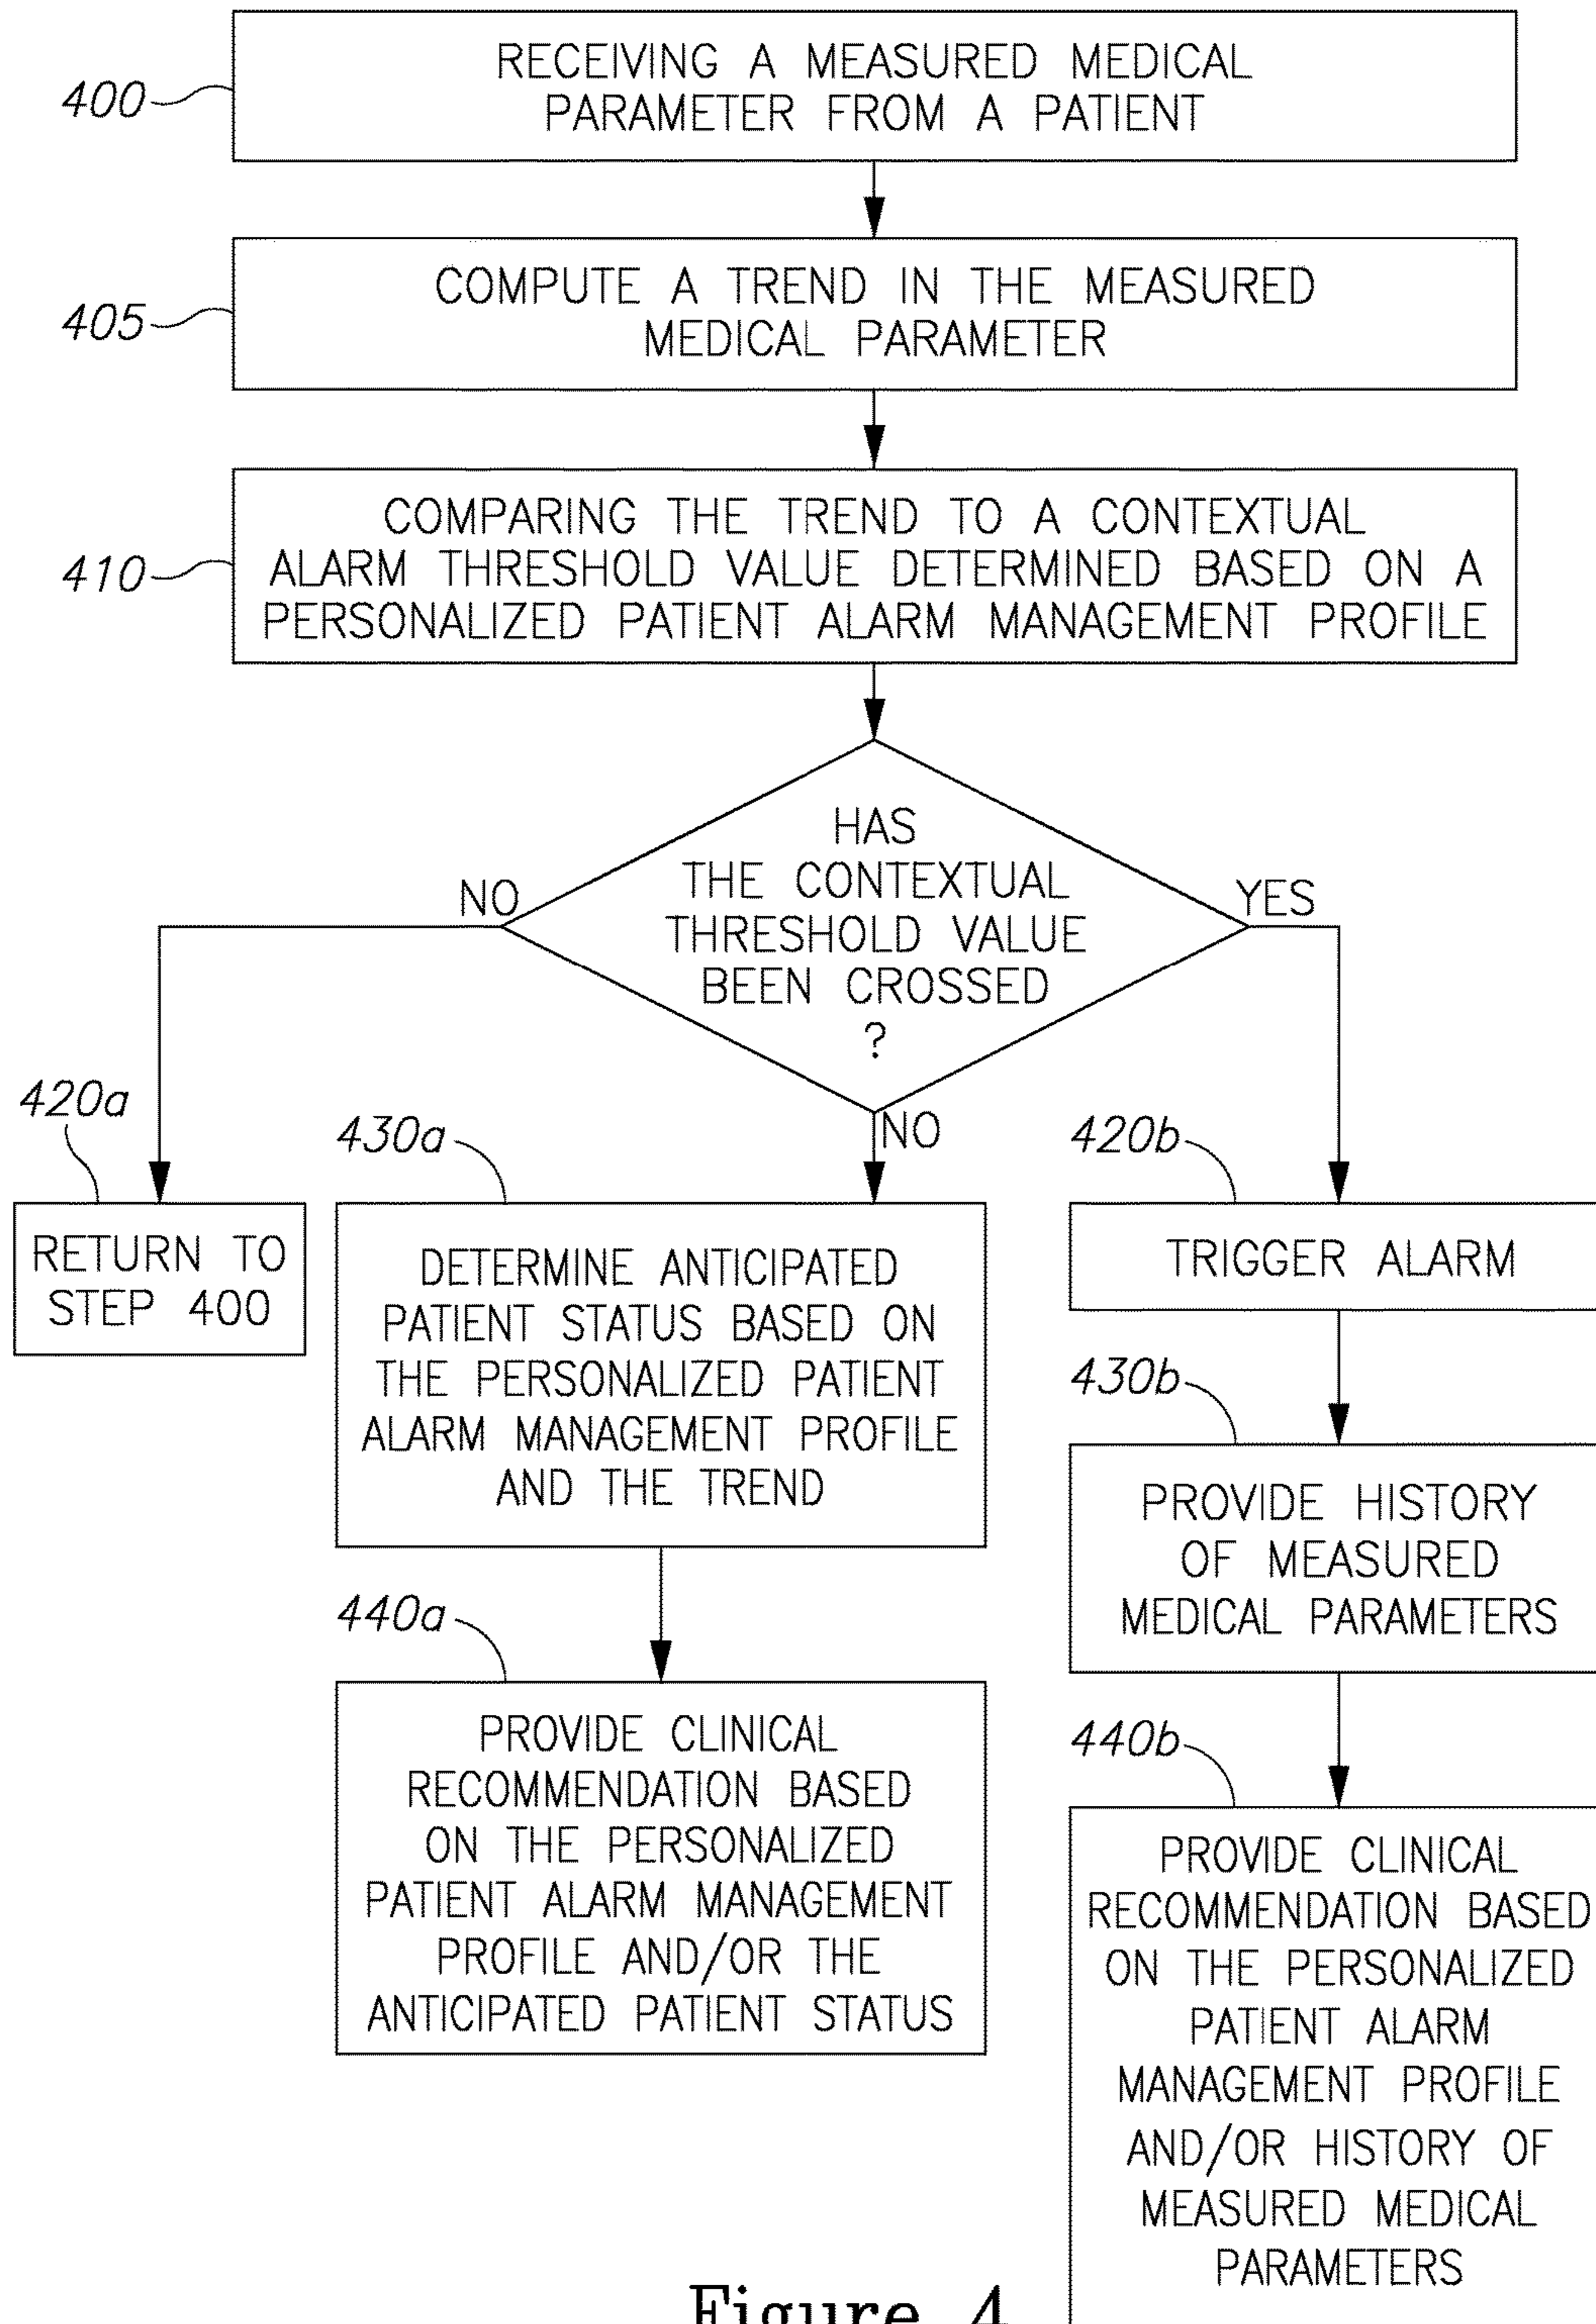 400
RECEIVING A MEASURED MEDICAL
PARAMETER FROM A PATIENT
405
COMPUTE A TREND IN THE MEASURED
MEDICAL PARAMETER
410
COMPARING THE TREND TO A CONTEXTUAL
ALARM THRESHOLD VALUE DETERMINED BASED ON A
PERSONALIZED PATIENT ALARM MANAGEMENT PROFILE
HAS
THE CONTEXTUAL
THRESHOLD VALUE
BEEN CROSSED
?
NO
YES
NO
420a
RETURN TO
STEP 400
430a
DETERMINE ANTICIPATED
PATIENT STATUS BASED ON
THE PERSONALIZED PATIENT
ALARM MANAGEMENT PROFILE
AND THE TREND
440a
PROVIDE CLINICAL
RECOMMENDATION BASED
ON THE PERSONALIZED
PATIENT ALARM MANAGEMENT
PROFILE AND/OR THE
ANTICIPATED PATIENT STATUS
420b
TRIGGER ALARM
430b
PROVIDE HISTORY
OF MEASURED
MEDICAL PARAMETERS
440b
PROVIDE CLINICAL
RECOMMENDATION BASED
ON THE PERSONALIZED
PATIENT ALARM
MANAGEMENT PROFILE
AND/OR HISTORY OF
MEASURED MEDICAL
PARAMETERS
Figure 4